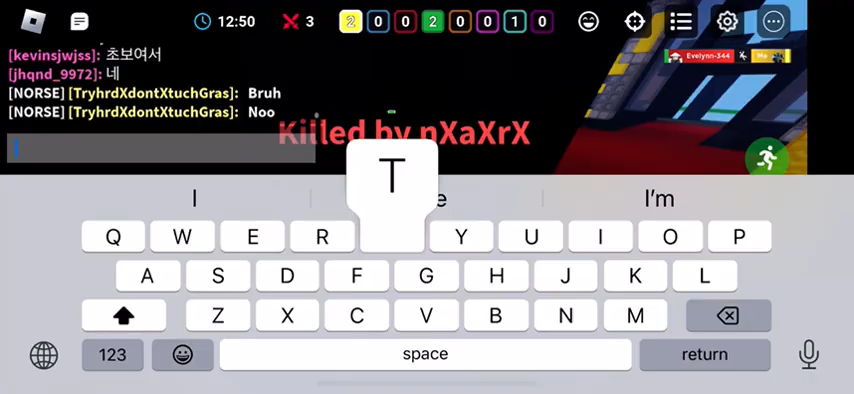 12:50 3 2 0 0 2 0 0 1 0
[kevinsjwjss]: 초보여서
[jhqnd_9972]: 네
[NORSE] [TryhrdXdontXtuchGras]: Bruh
[NORSE] [TryhrdXdontXtuchGras]: Noo
Evelynn-344 Me
Killed by nXaXrX
T
I e I'm
Q W E R Y U I O P
A S D F G H J K L
Z X C V B N M
123 space return